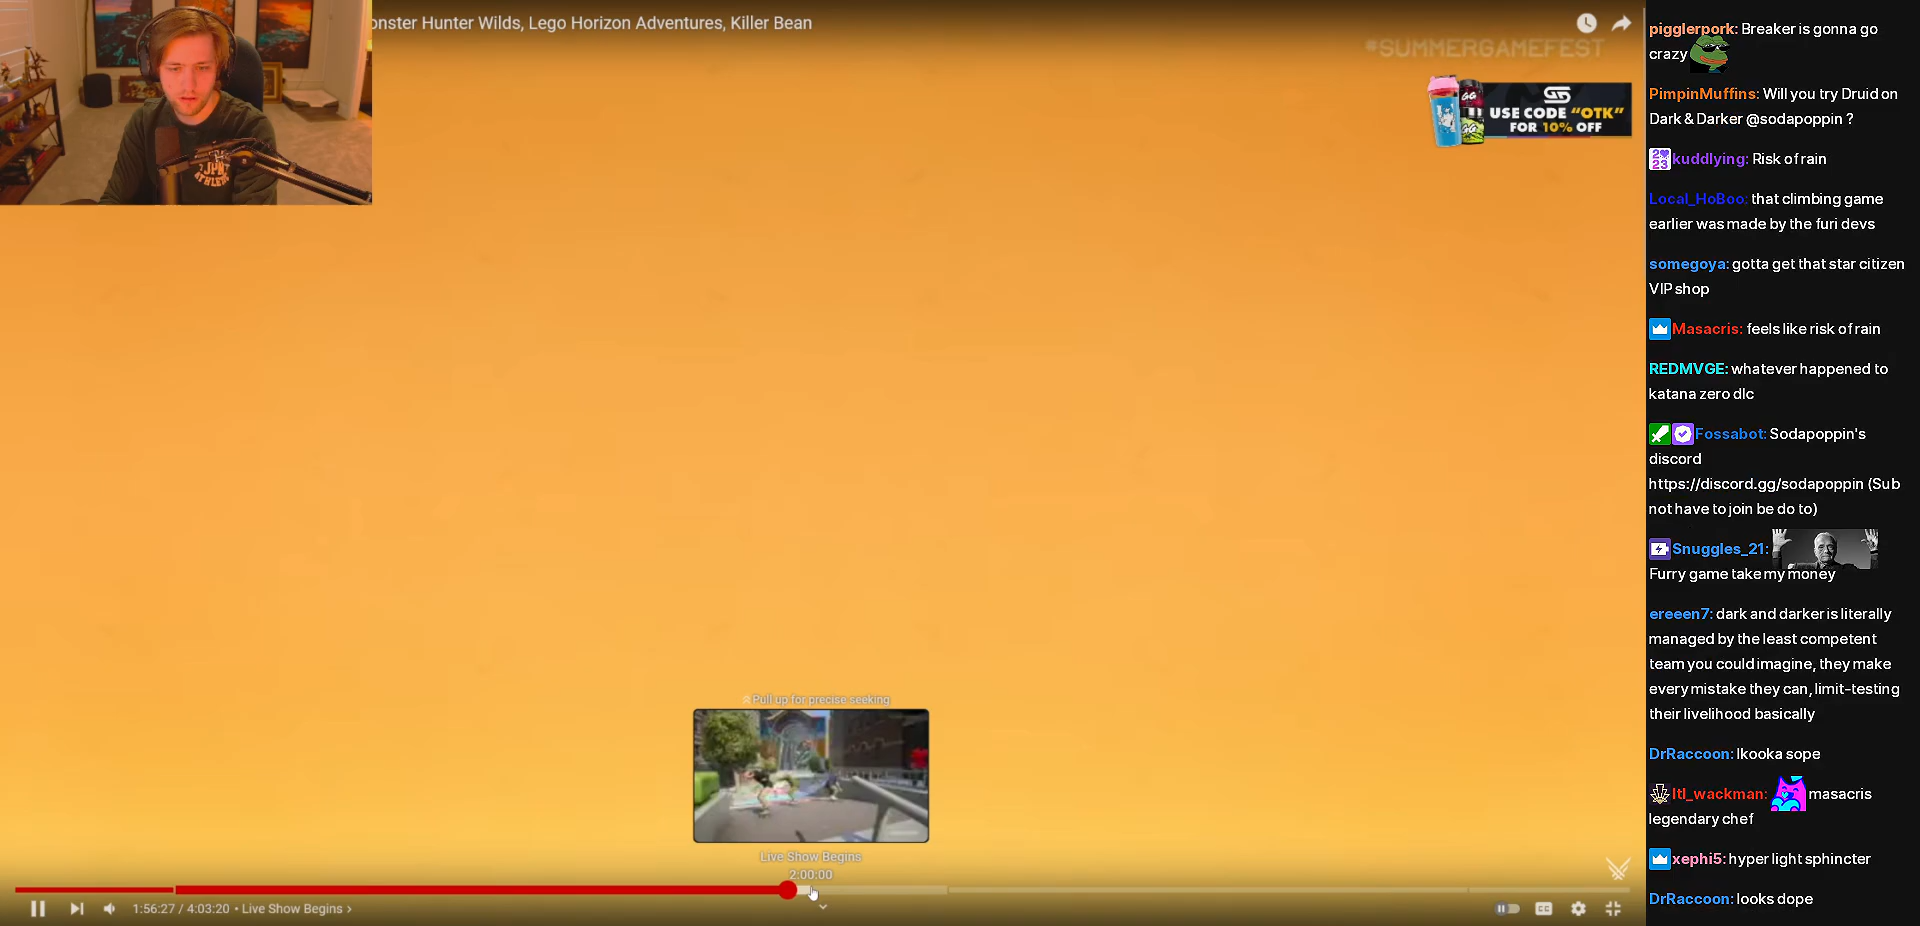 onster Hunter Wilds, Lego Horizon Adventures, Killer Bean
#SUMMERGAMEFEST
GG
GG
USE CODE "OTK"
FOR 10% OFF
Pull up for precise seeking
Live Show Begins
2:00:00
1:56:27 / 4:03:20 • Live Show Begins >
CC
pigglerpork: Breaker is gonna go
crazy
PimpinMuffins: Will you try Druid on
Dark & Darker @sodapoppin ?
kuddlying: Risk of rain
Local_HoBoo: that climbing game
earlier was made by the furi devs
somegoya: gotta get that star citizen
VIP shop
Masacris: feels like risk of rain
REDMVGE: whatever happened to
katana zero dlc
Fossabot: Sodapoppin's
discord
https://discord.gg/sodapoppin (Sub
not have to join be do to)
Snuggles_21:
Furry game take my money
ereeen7: dark and darker is literally
managed by the least competent
team you could imagine, they make
every mistake they can, limit-testing
their livelihood basically
DrRaccoon: lkooka sope
ltl_wackman: masacris
legendary chef
xephi5: hyper light sphincter
DrRaccoon: looks dope